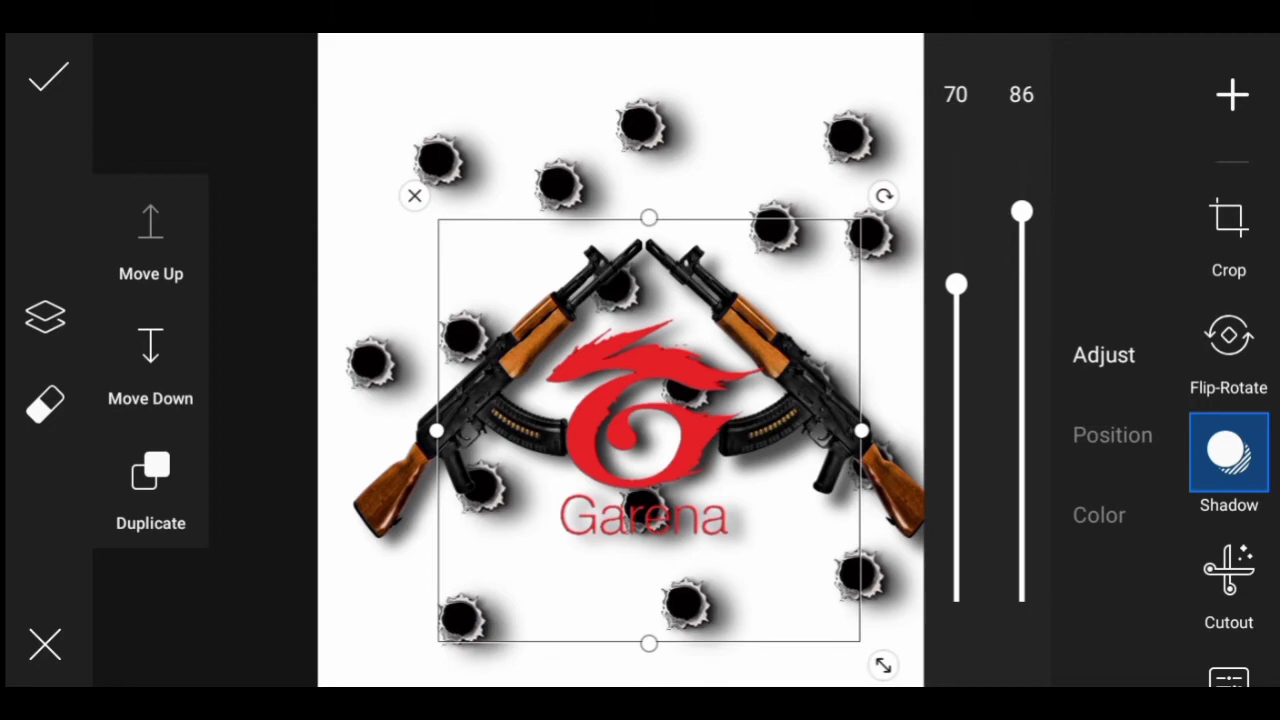 70 86
Move Up
Move Down
Duplicate
Garena
Adjust
Position
Color
Crop
Flip-Rotate
Shadow
Cutout